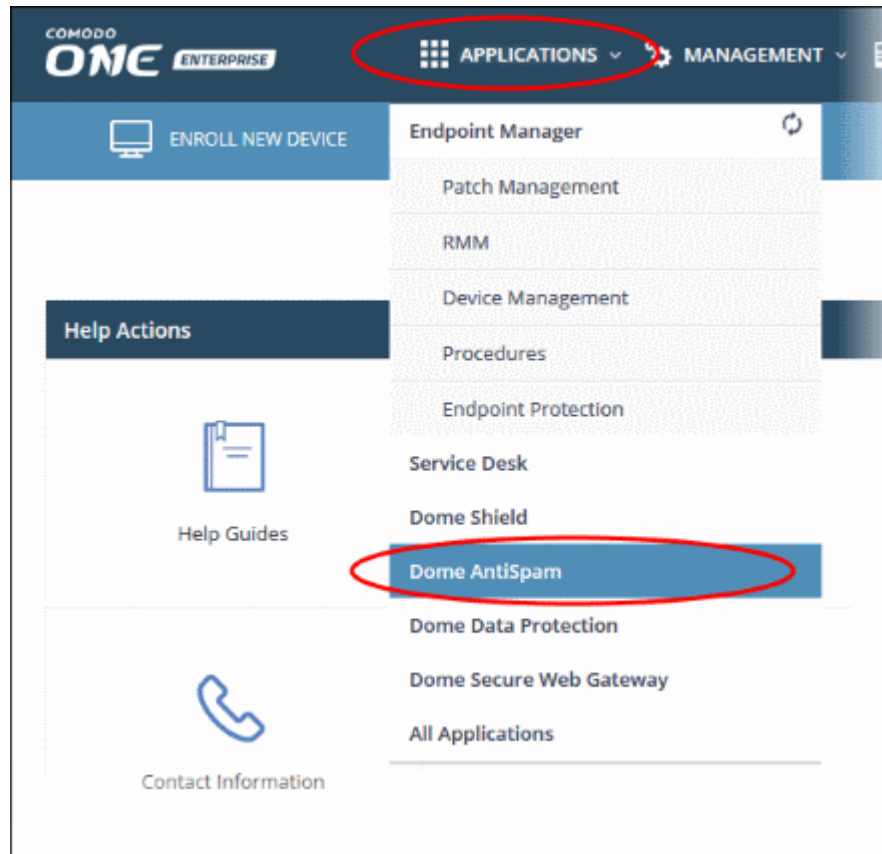 COMODO
ONE ENTERPRISE
APPLICATIONS
MANAGEMENT
ENROLL NEW DEVICE
Endpoint Manager
Patch Management
RMM
Device Management
Procedures
Endpoint Protection
Service Desk
Dome Shield
Dome AntiSpam
Dome Data Protection
Dome Secure Web Gateway
All Applications
Help Actions
Help Guides
Contact Information